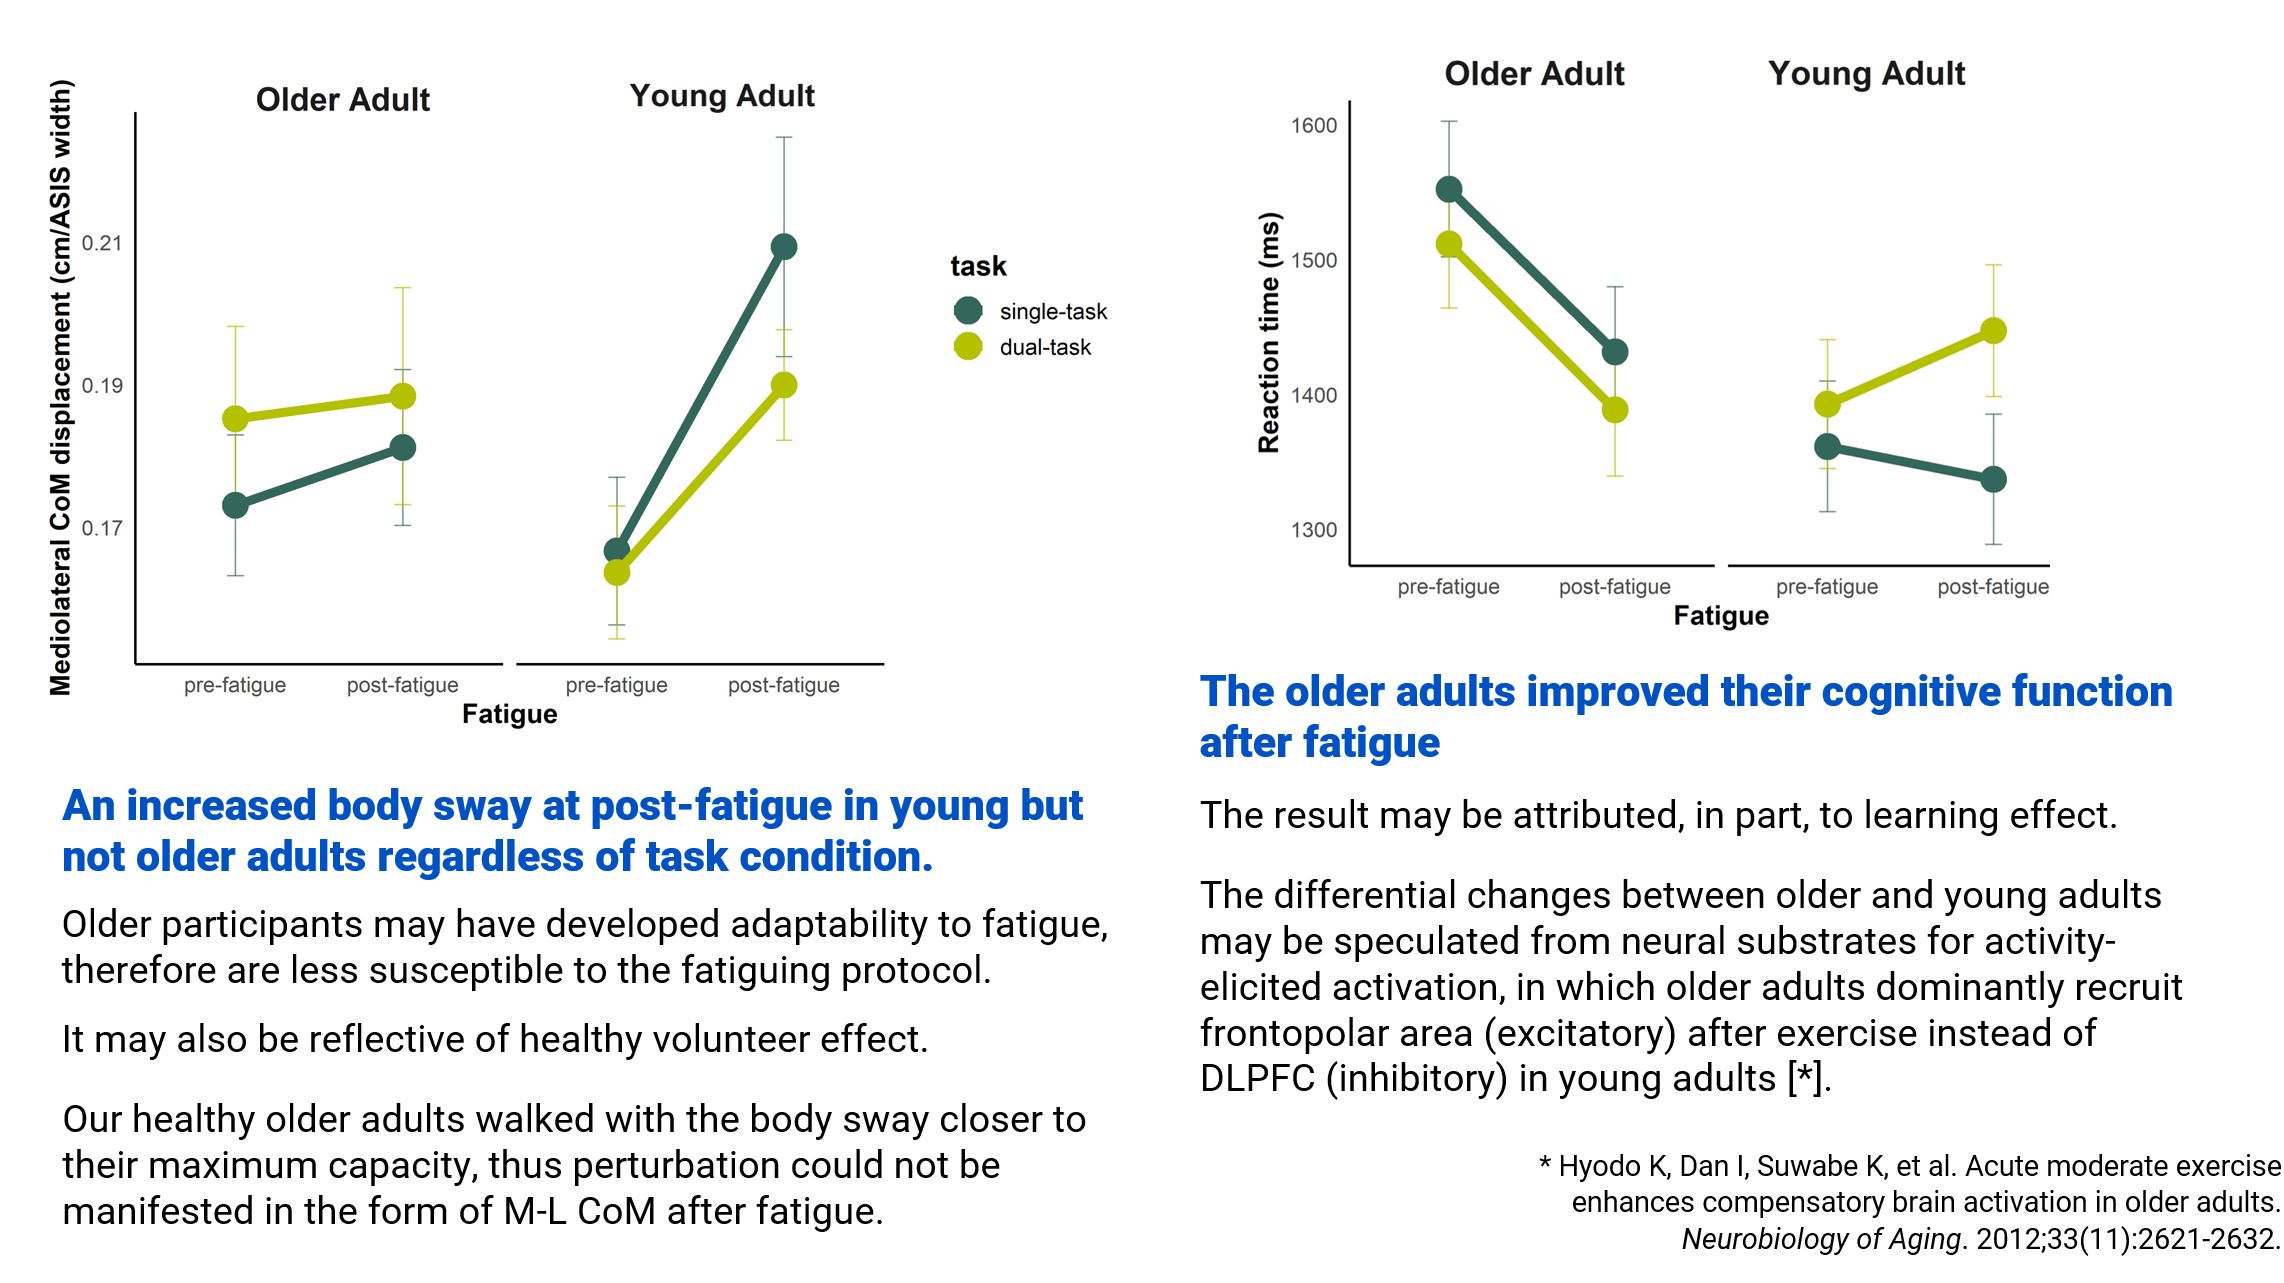 Older Adult
Young Adult
Mediolateral CoM displacement (cm/ASIS width)
0.21
0.19
0.17
pre-fatigue
post-fatigue
pre-fatigue
post-fatigue
Fatigue
task
single-task
dual-task
An increased body sway at post-fatigue in young but
not older adults regardless of task condition.
Older participants may have developed adaptability to fatigue,
therefore are less susceptible to the fatiguing protocol.
It may also be reflective of healthy volunteer effect.
Our healthy older adults walked with the body sway closer to
their maximum capacity, thus perturbation could not be
manifested in the form of M-L CoM after fatigue.
Older Adult
Young Adult
Reaction time (ms)
1600
1500
1400
1300
pre-fatigue
post-fatigue
pre-fatigue
post-fatigue
Fatigue
The older adults improved their cognitive function
after fatigue
The result may be attributed, in part, to learning effect.
The differential changes between older and young adults
may be speculated from neural substrates for activity-
elicited activation, in which older adults dominantly recruit
frontopolar area (excitatory) after exercise instead of
DLPFC (inhibitory) in young adults [*].
* Hyodo K, Dan I, Suwabe K, et al. Acute moderate exercise
enhances compensatory brain activation in older adults.
Neurobiology of Aging. 2012;33(11):2621-2632.